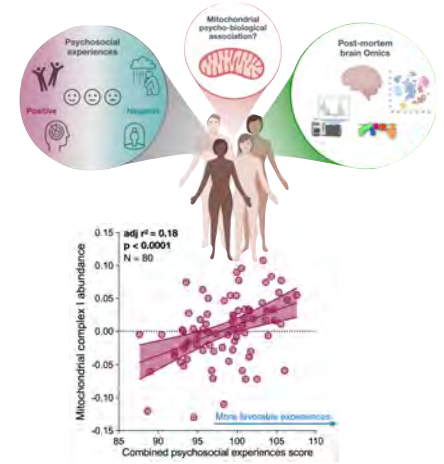 Psychosocial
experiences
Positive
Negative
Mitochondrial
psycho-biological
association?
Post-mortem
brain Omics
adj r² = 0.18
p < 0.0001
N = 80
Mitochondrial complex I abundance
0.15
0.10
0.05
0.00
-0.05
-0.10
-0.15
More favorable experiences
85 90 95 100 105 110
Combined psychosocial experiences score